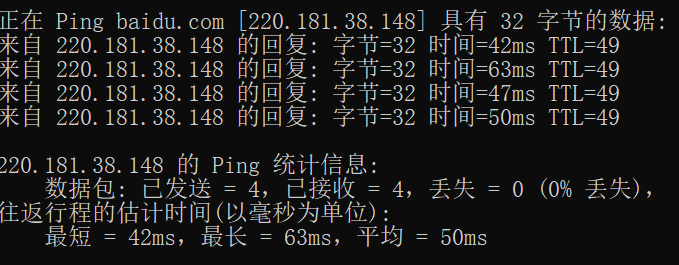 正在 Ping baidu.com [220.181.38.148] 具有 32 字节的数据:
来自 220.181.38.148 的回复: 字节=32 时间=42ms TTL=49
来自 220.181.38.148 的回复: 字节=32 时间=63ms TTL=49
来自 220.181.38.148 的回复: 字节=32 时间=47ms TTL=49
来自 220.181.38.148 的回复: 字节=32 时间=50ms TTL=49
220.181.38.148 的 Ping 统计信息:
数据包: 已发送 = 4，已接收 = 4，丢失 = 0 (0% 丢失)，
往返行程的估计时间(以毫秒为单位):
最短 = 42ms，最长 = 63ms，平均 = 50ms